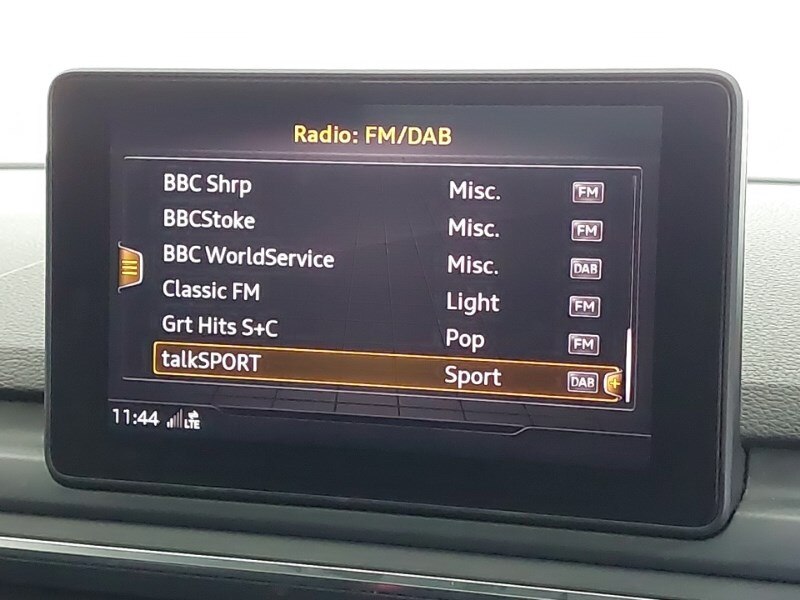 Radio: FM/DAB
BBC Shrp Misc. FM
BBCStoke Misc. FM
BBC WorldService Misc. DAB
Classic FM Light FM
Grt Hits S+C Pop FM
talkSPORT Sport DAB +
11:44 LTE